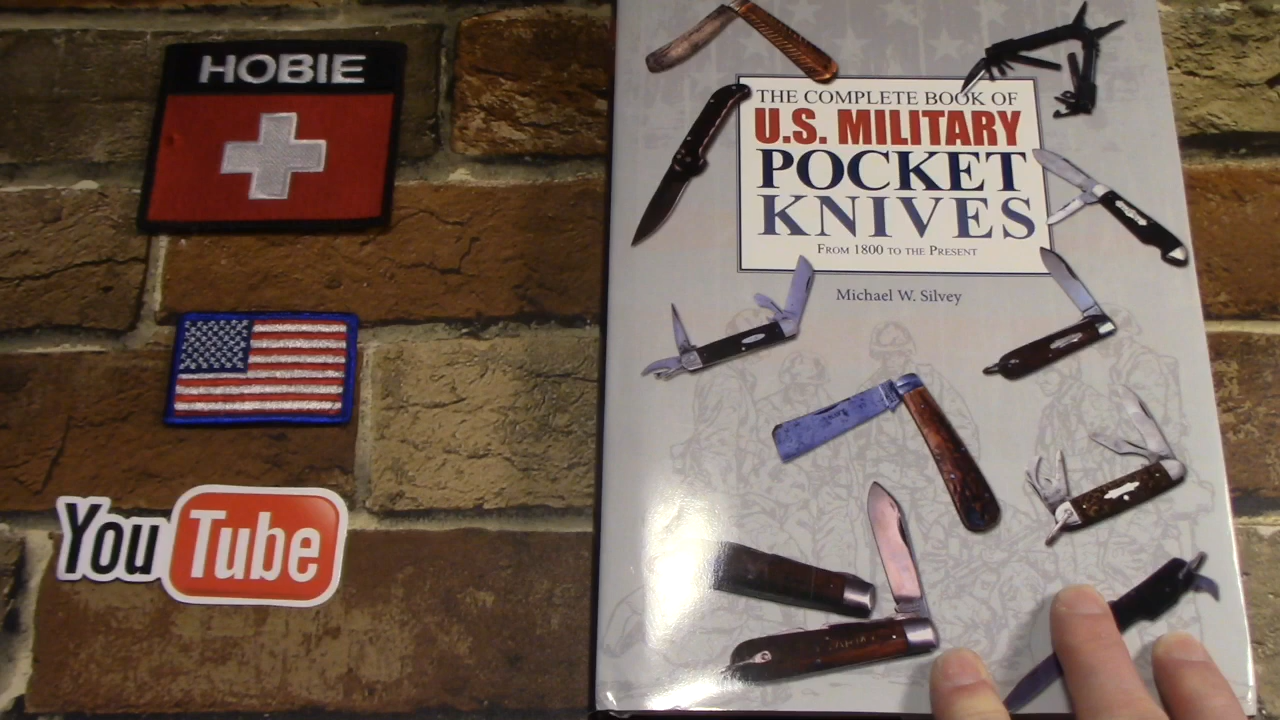 HOBIE
YouTube
THE COMPLETE BOOK OF
U.S. MILITARY
POCKET
KNIVES
FROM 1800 TO THE PRESENT
Michael W. Silvey